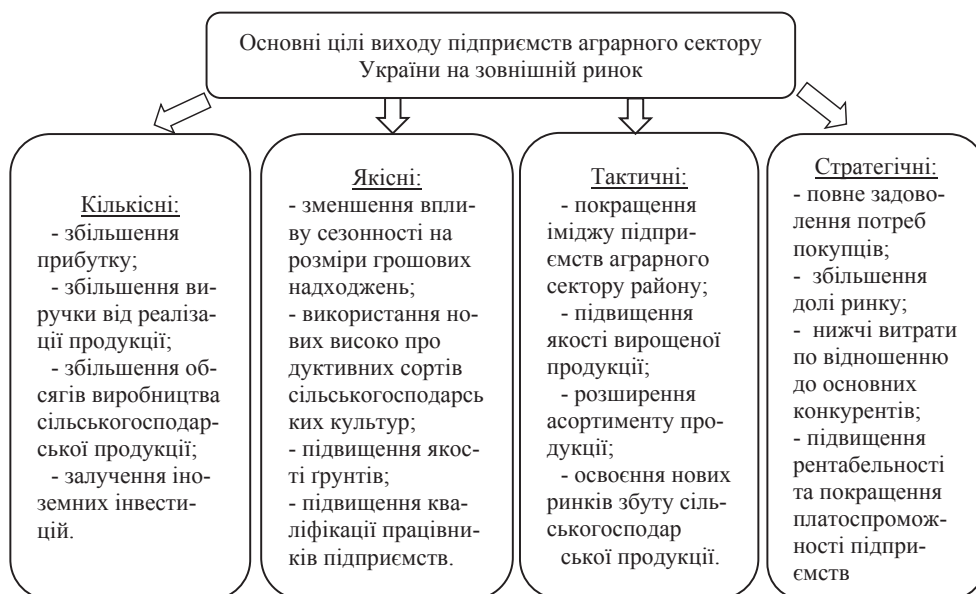 Основні цілі виходу підприємств аграрного сектору
України на зовнішній ринок
Кількісні:
- збільшення
прибутку;
- збільшення ви-
ручки від реаліза-
ції продукції;
- збільшення об-
сягів виробництва
сільськогосподар-
ської продукції;
- залучення іно-
земних інвести-
цій.
Якісні:
- зменшення впли-
ву сезонності на
розміри грошових
надходжень;
- використання но-
вих високо про
дуктивних сортів
сільськогосподарсь
ких культур;
- підвищення якос-
ті ґрунтів;
- підвищення ква-
ліфікації працівни-
ків підприємств.
Тактичні:
- покращення
іміджу підпри-
ємств аграрного
сектору району;
- підвищення
якості вирощеної
продукції;
- розширення
асортименту про-
дукції;
- освоєння нових
ринків збуту сіль-
ськогосподар
ської продукції.
Стратегічні:
- повне задово-
лення потреб
покупців;
- збільшення
долі ринку;
- нижчі витрати
по відношенню
до основних
конкурентів;
- підвищення
рентабельності
та покращення
платоспромож-
ності підпри-
ємств